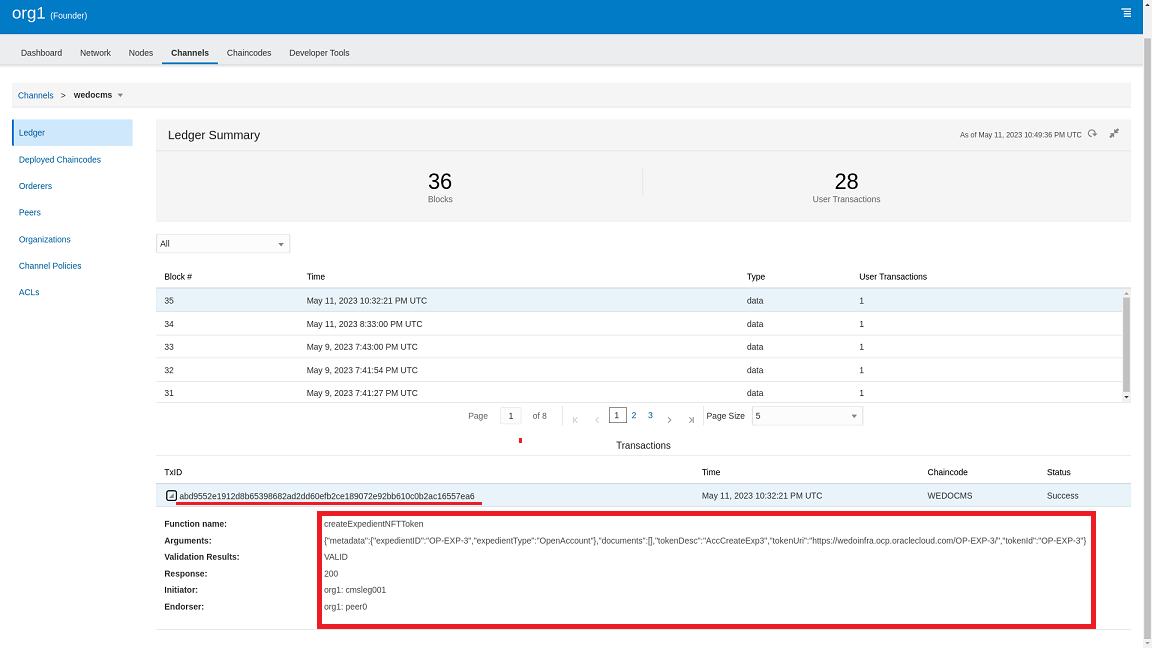 org1 (Founder)
Dashboard Network Nodes Channels Chaincodes Developer Tools
Channels > wedocms
Ledger
Deployed Chaincodes
Orderers
Peers
Organizations
Channel Policies
ACLs
Ledger Summary As of May 11, 2023 10:49:36 PM UTC
36 28
Blocks User Transactions
All
Block # Time Type User Transactions
35 May 11, 2023 10:32:21 PM UTC data 1
34 May 11, 2023 8:33:00 PM UTC data 1
33 May 9, 2023 7:43:00 PM UTC data 1
32 May 9, 2023 7:41:54 PM UTC data 1
31 May 9, 2023 7:41:27 PM UTC data 1
Page 1 of 8 1 2 3 Page Size 5
Transactions
TxID Time Chaincode Status
abd9552e1912d8b65398682ad2dd60efb2ce189072e92bb610c0b2ac16557ea6 May 11, 2023 10:32:21 PM UTC WEDOCMS Success
Function name: createExpedientNFTToken
Arguments: {"metadata":{"expedientID":"OP-EXP-3","expedientType":"OpenAccount"},"documents":[],"tokenDesc":"AccCreateExp3","tokenUri":"https://wedoinfra.ocp.oraclecloud.com/OP-EXP-3/","tokenId":"OP-EXP-3"}
Validation Results: VALID
Response: 200
Initiator: org1: cmsleg001
Endorser: org1: peer0